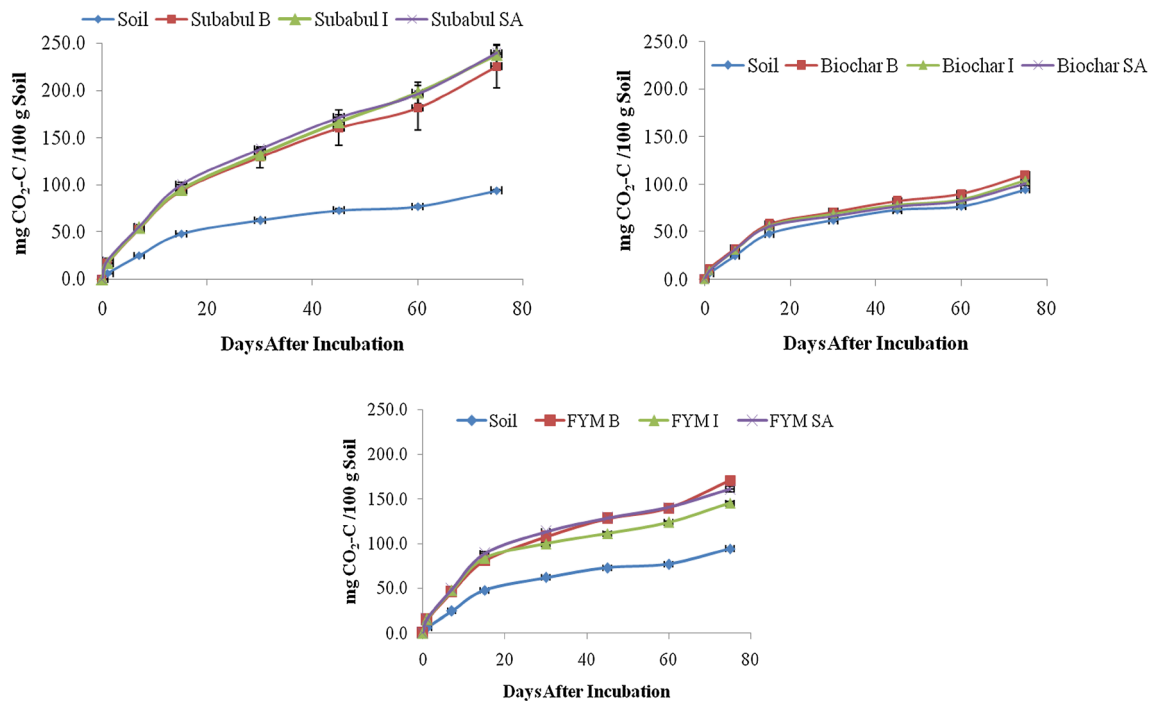 Soil Subabul B Subabul I Subabul SA
250.0
200.0
150.0
100.0
50.0
0.0
mg CO₂-C /100 g Soil
0 20 40 60 80
Days After Incubation
250.0
200.0
150.0
100.0
50.0
0.0
mg CO₂-C /100 g Soil
Soil Biochar B Biochar I Biochar SA
0 20 40 60 80
Days After Incubation
250.0
200.0
150.0
100.0
50.0
0.0
mg CO₂-C /100 g Soil
Soil FYM B FYM I FYM SA
0 20 40 60 80
Days After Incubation